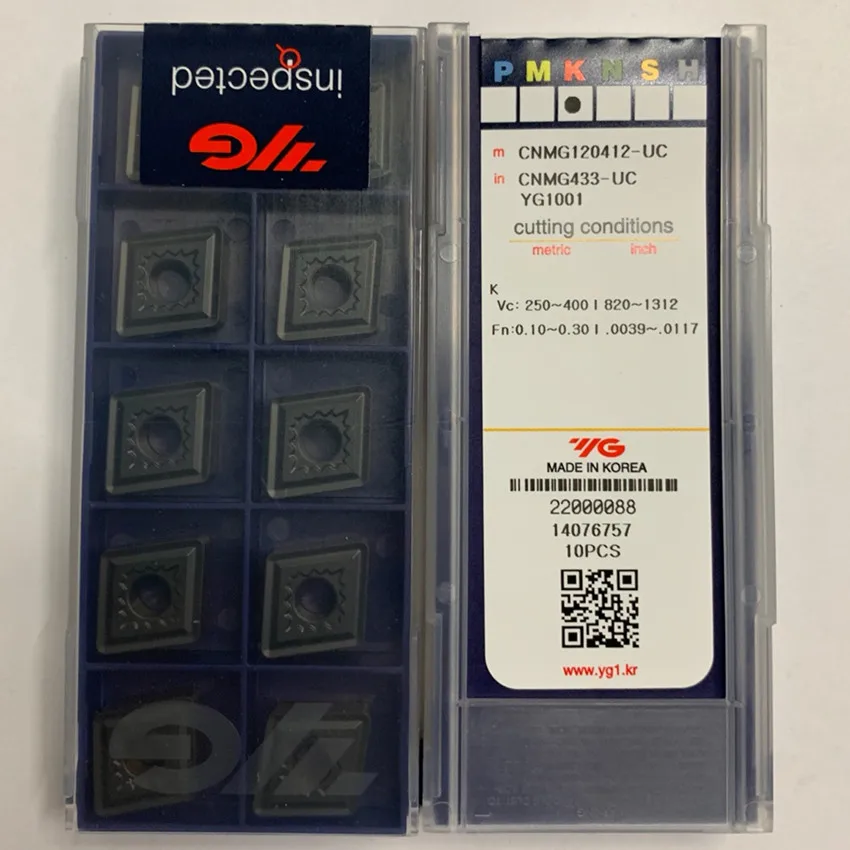 inspected
YG
YG
P M K N S H
m CNMG120412-UC
in CNMG433-UC
YG1001
cutting conditions
metric inch
K
Vc: 250~400 I 820~1312
Fn:0.10~0.30 I .0039~.0117
YG
MADE IN KOREA
22000088
14076757
10PCS
www.yg1.kr